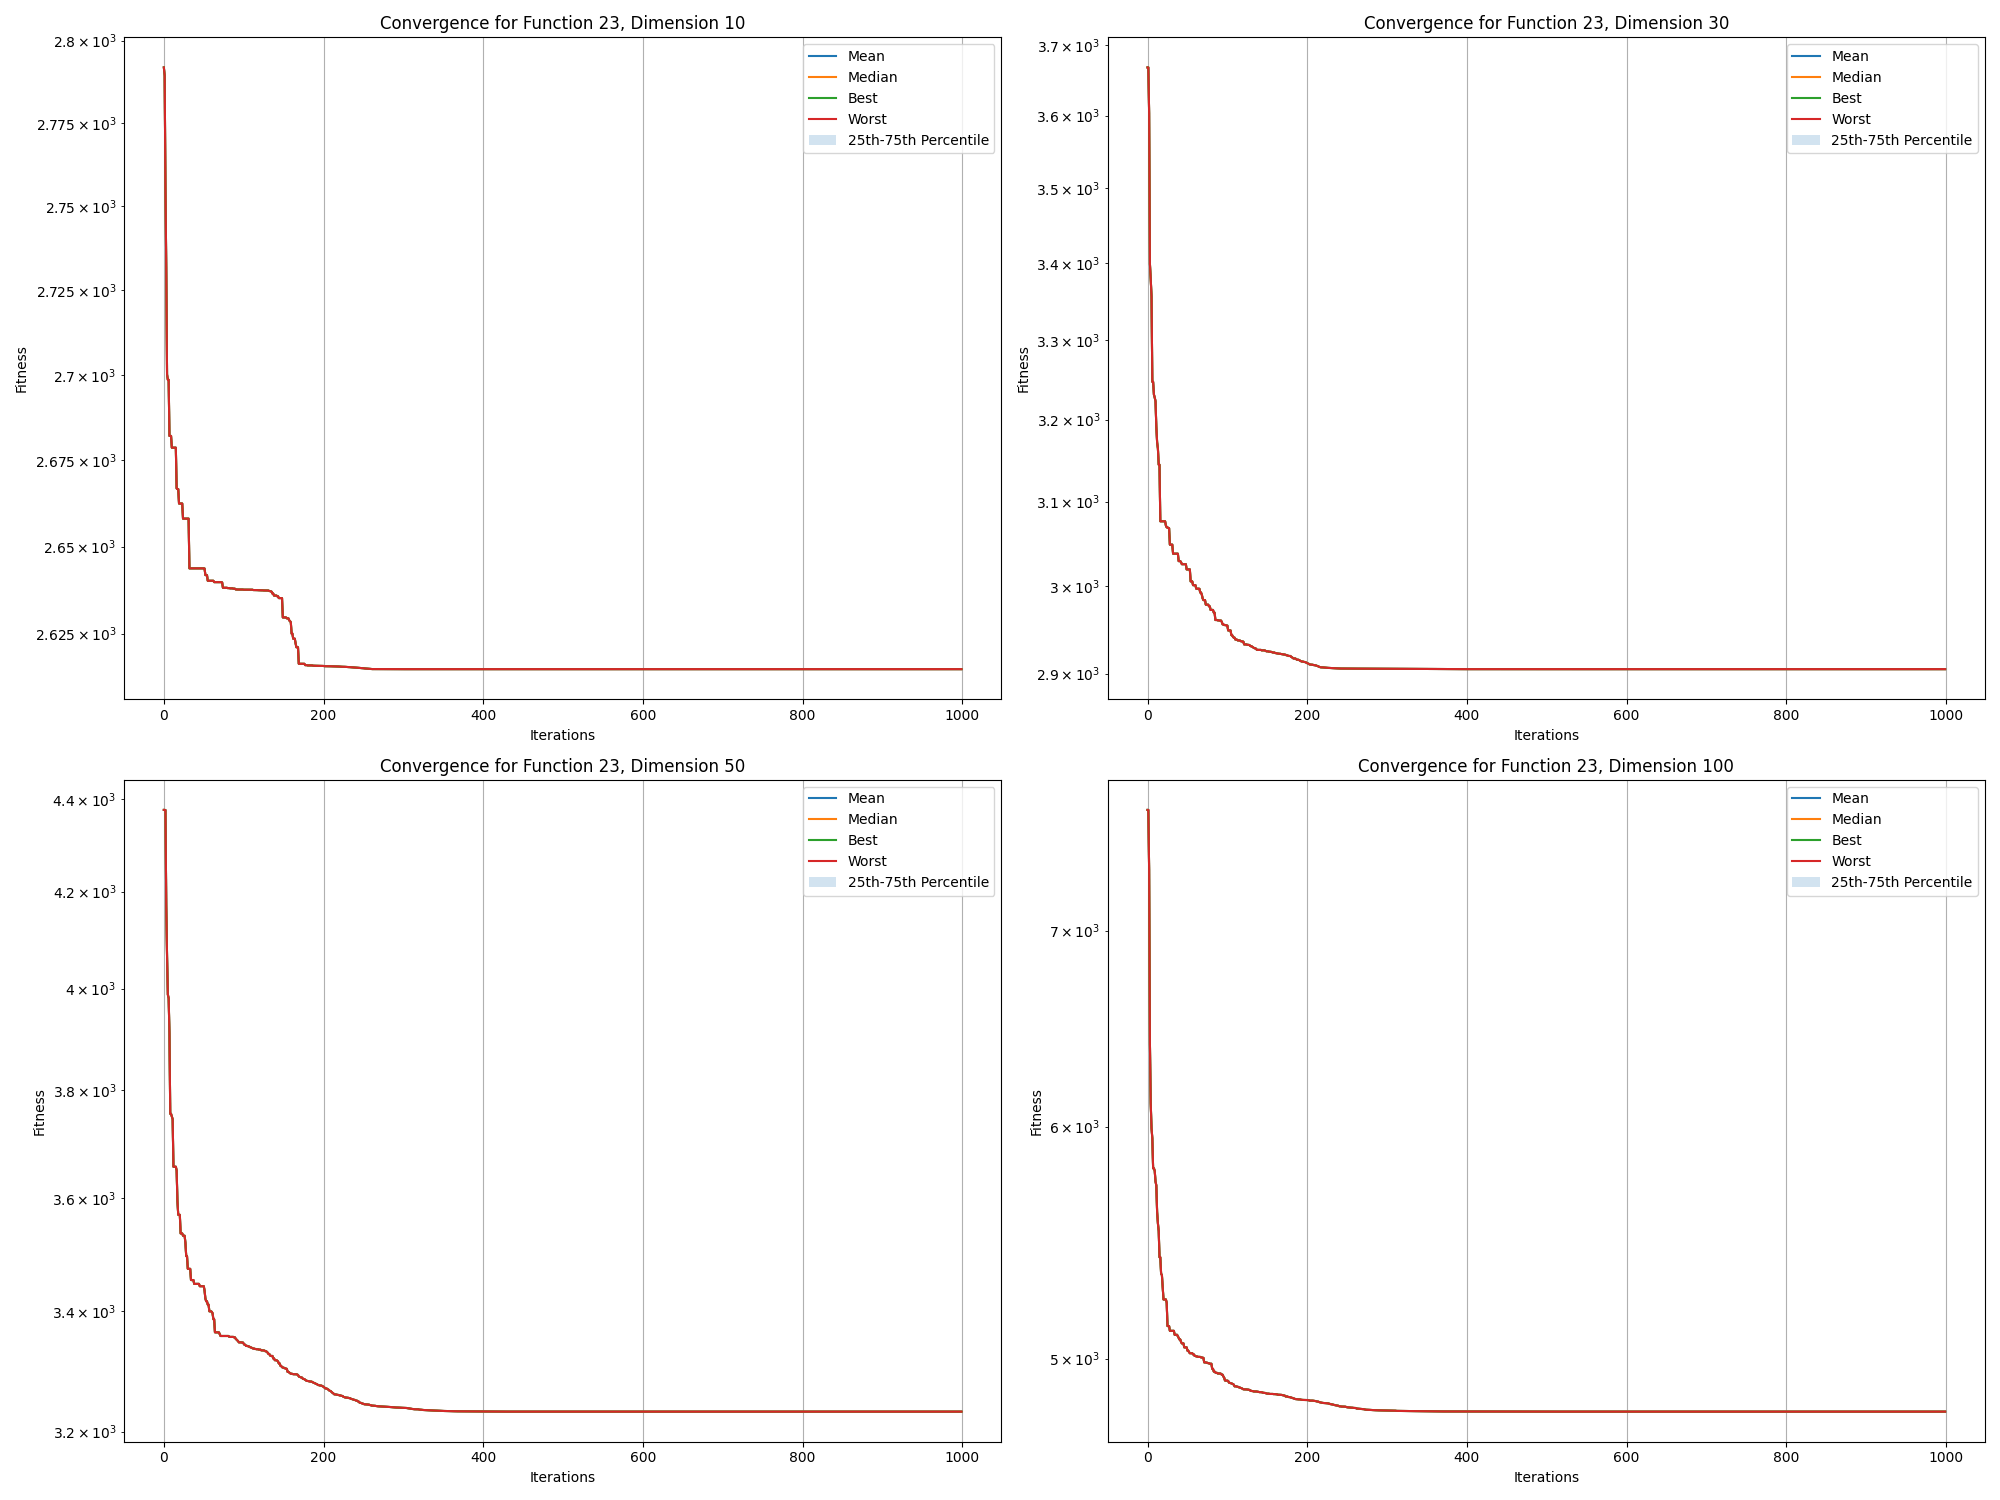 Convergence for Function 23, Dimension 10
2.8 × 10³
2.775 × 10³
2.75 × 10³
2.725 × 10³
2.7 × 10³
2.675 × 10³
2.65 × 10³
2.625 × 10³
Fitness
Mean
Median
Best
Worst
25th-75th Percentile
0 200 400 600 800 1000
Iterations
Convergence for Function 23, Dimension 30
3.7 × 10³
3.6 × 10³
3.5 × 10³
3.4 × 10³
3.3 × 10³
3.2 × 10³
3.1 × 10³
3 × 10³
2.9 × 10³
Fitness
Mean
Median
Best
Worst
25th-75th Percentile
0 200 400 600 800 1000
Iterations
Convergence for Function 23, Dimension 50
4.4 × 10³
4.2 × 10³
4 × 10³
3.8 × 10³
3.6 × 10³
3.4 × 10³
3.2 × 10³
Fitness
Mean
Median
Best
Worst
25th-75th Percentile
0 200 400 600 800 1000
Iterations
Convergence for Function 23, Dimension 100
7 × 10³
6 × 10³
5 × 10³
Fitness
Mean
Median
Best
Worst
25th-75th Percentile
0 200 400 600 800 1000
Iterations